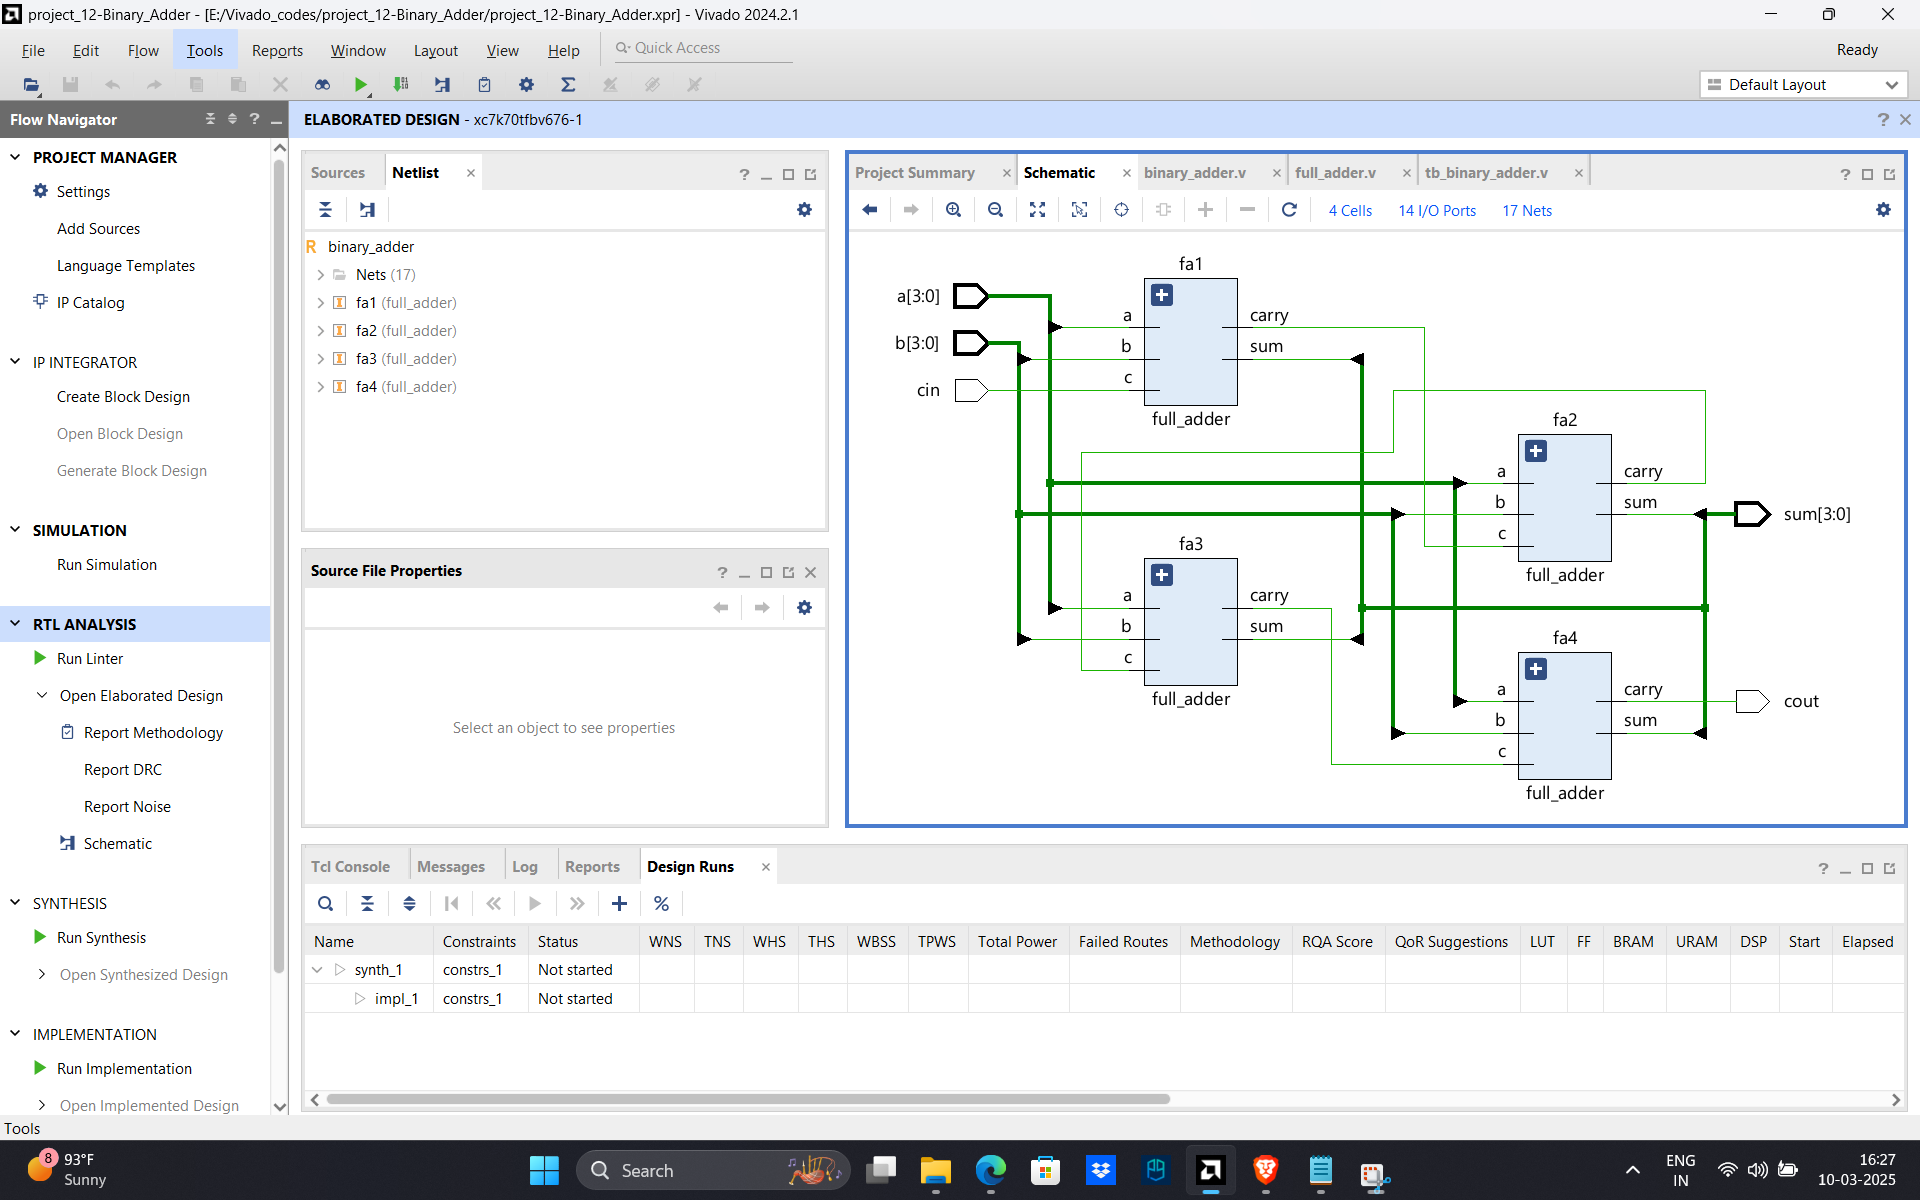 project_12-Binary_Adder - [E:/Vivado_codes/project_12-Binary_Adder/project_12-Binary_Adder.xpr] - Vivado 2024.2.1
File Edit Flow Tools Reports Window Layout View Help Quick Access Ready
Default Layout
Flow Navigator ?
ELABORATED DESIGN - xc7k70tfbv676-1
PROJECT MANAGER
Settings
Add Sources
Language Templates
IP Catalog
IP INTEGRATOR
Create Block Design
Open Block Design
Generate Block Design
SIMULATION
Run Simulation
RTL ANALYSIS
Run Linter
Open Elaborated Design
Report Methodology
Report DRC
Report Noise
Schematic
SYNTHESIS
Run Synthesis
Open Synthesized Design
IMPLEMENTATION
Run Implementation
Open Implemented Design
Sources Netlist
R binary_adder
Nets (17)
fa1 (full_adder)
fa2 (full_adder)
fa3 (full_adder)
fa4 (full_adder)
Source File Properties
Select an object to see properties
Project Summary Schematic binary_adder.v full_adder.v tb_binary_adder.v
4 Cells 14 I/O Ports 17 Nets
fa1
a[3:0]
b[3:0]
cin
a
b
c
carry
sum
full_adder
fa2
a
b
c
carry
sum
full_adder
sum[3:0]
fa3
a
b
c
carry
sum
full_adder
fa4
a
b
c
carry
sum
full_adder
cout
Tcl Console Messages Log Reports Design Runs
Name Constraints Status WNS TNS WHS THS WBSS TPWS Total Power Failed Routes Methodology RQA Score QoR Suggestions LUT FF BRAM URAM DSP Start Elapsed
synth_1 constrs_1 Not started
impl_1 constrs_1 Not started
Tools
8
93°F
Sunny
Search
ENG
IN
16:27
10-03-2025